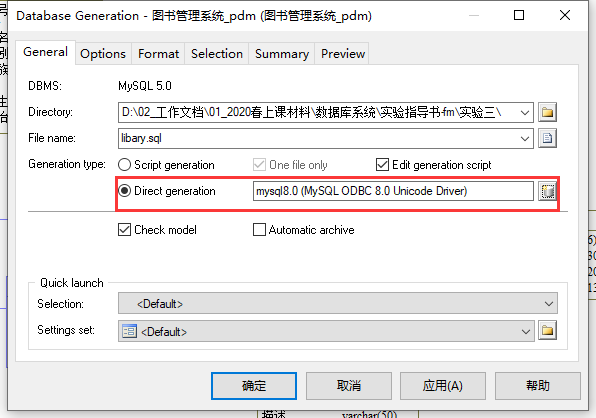 Database Generation - 图书管理系统_pdm (图书管理系统_pdm)
General Options Format Selection Summary Preview
DBMS: MySQL 5.0
Directory: D:\02_工作文档\01_2020春上课材料\数据库系统\实验指导书-fm\实验三\
File name: libary.sql
Generation type: Script generation One file only Edit generation script
Direct generation mysql8.0 (MySQL ODBC 8.0 Unicode Driver)
Check model Automatic archive
Quick launch
Selection: <Default>
Settings set: <Default>
确定 取消 应用(A) 帮助
描述 varchar(50)